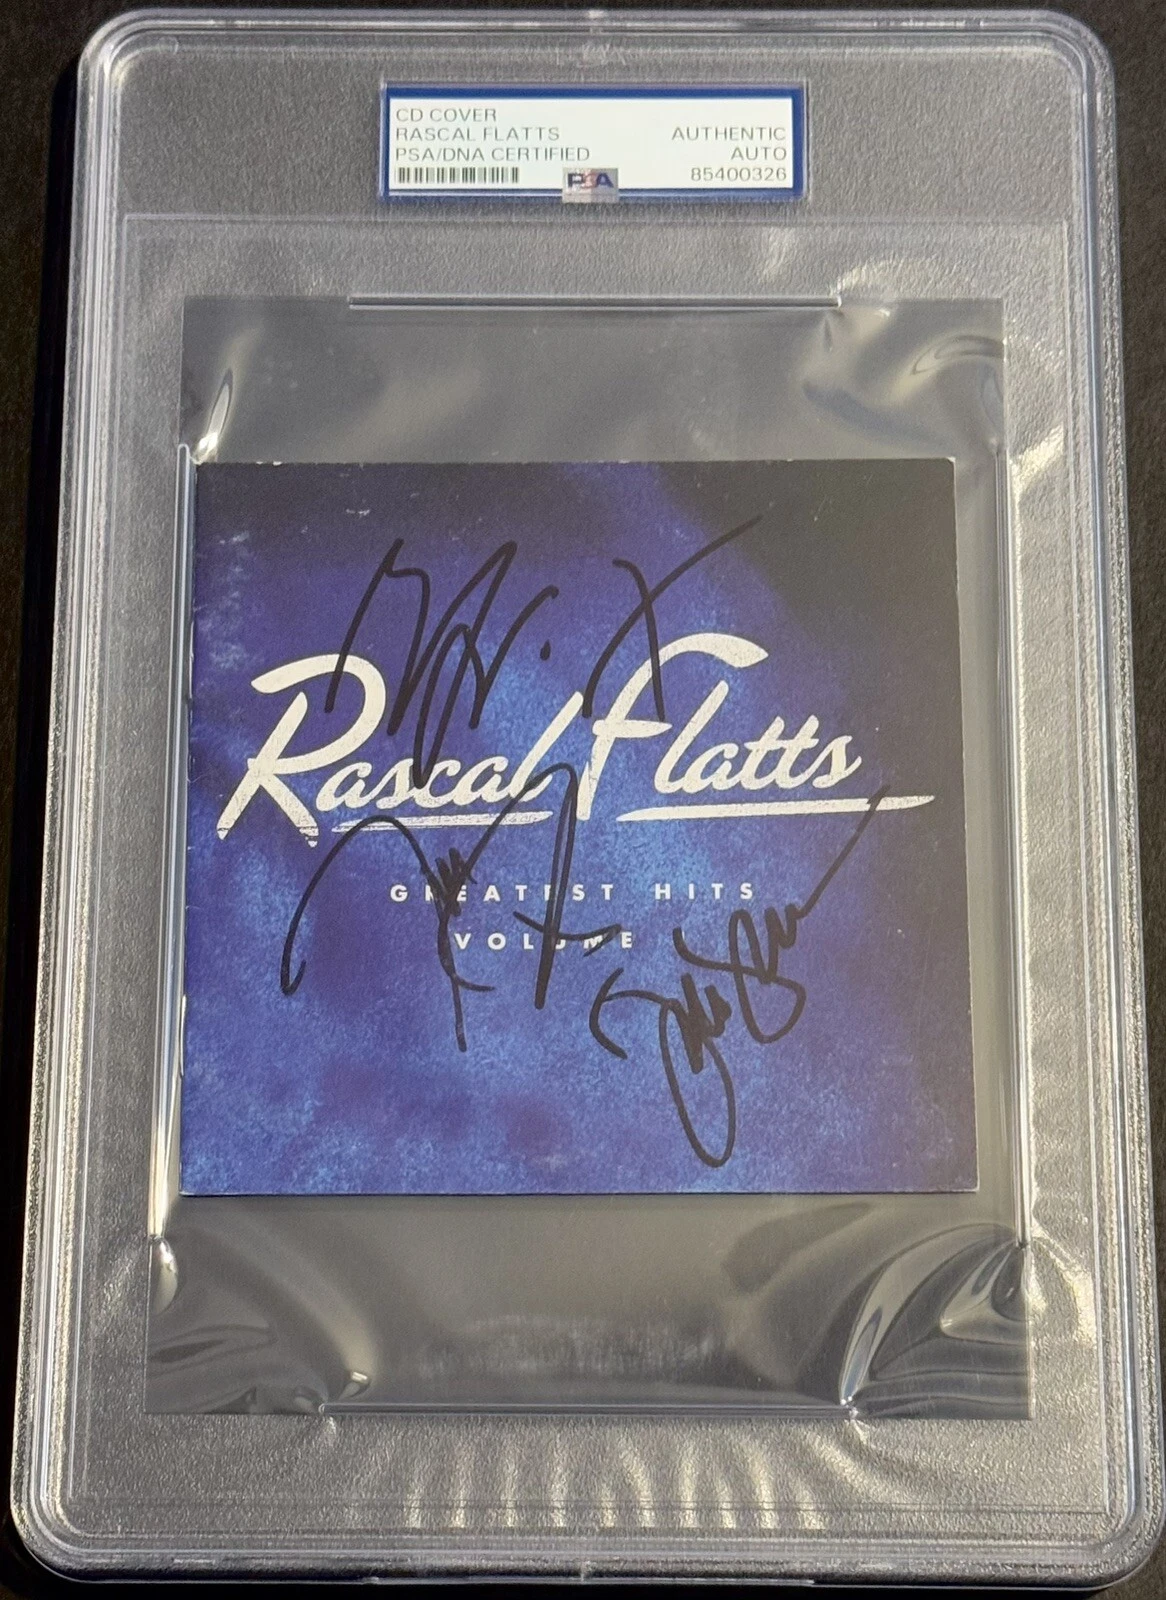 CD COVER
RASCAL FLATTS AUTHENTIC
PSA/DNA CERTIFIED AUTO
PSA 85400326
Rascal Flatts
GREATEST HITS
VOLUME